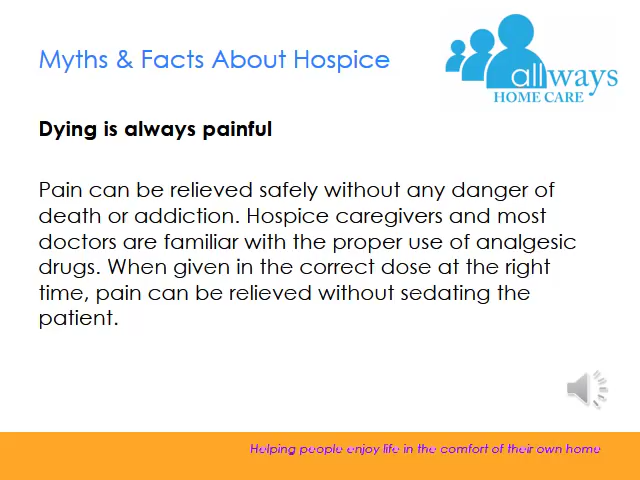 Myths & Facts About Hospice
allways
HOME CARE
Dying is always painful
Pain can be relieved safely without any danger of
death or addiction. Hospice caregivers and most
doctors are familiar with the proper use of analgesic
drugs. When given in the correct dose at the right
time, pain can be relieved without sedating the
patient.
Helping people enjoy life in the comfort of their own home